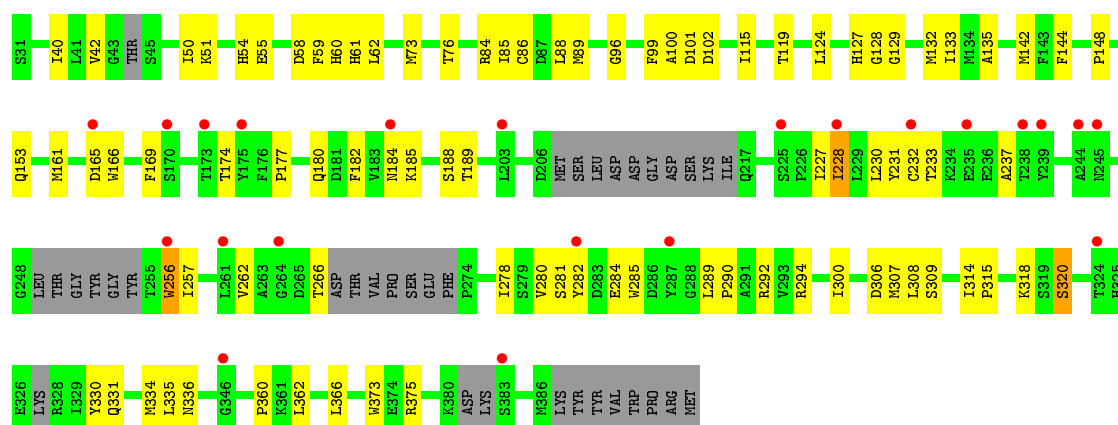 S31 I40 L41 V42 G43 THR S45 I50 K51 H54 E55 D58 F59 H60 H61 L62 M73 T76 R84 I85 C86 D87 L88 M89 G96 F99 A100 D101 D102 I115 T119 L124 H127 G128 G129 M132 I133 M134 A135 M142 F143 F144 P148
Q153 M161 D165 W166 F169 S170 T173 T174 Y175 F176 P177 Q180 D181 F182 V183 N184 K185 S188 T189 L203 D206 MET SER LEU ASP ASP GLY ASP SER LYS ILE Q217 S225 P226 I227 I228 L229 L230 Y231 C232 T233 K234 E235 E236 A237 T238 Y239 A244 N245
G248 LEU THR GLY TYR GLY TYR T255 W256 I257 L261 V262 A263 G264 D265 T266 ASP THR VAL PRO SER GLU PHE P274 I278 S279 V280 S281 Y282 D283 E284 W285 D286 Y287 G288 L289 P290 A291 R292 V293 R294 I300 D306 M307 L308 S309 I314 P315 K318 S319 S320 T324 H325
E326 LYS R328 I329 Y330 Q331 M334 L335 N336 G346 P360 K361 L362 L366 W373 E374 R375 K380 ASP LYS S383 M386 LYS TYR TYR VAL TRP PRO ARG MET